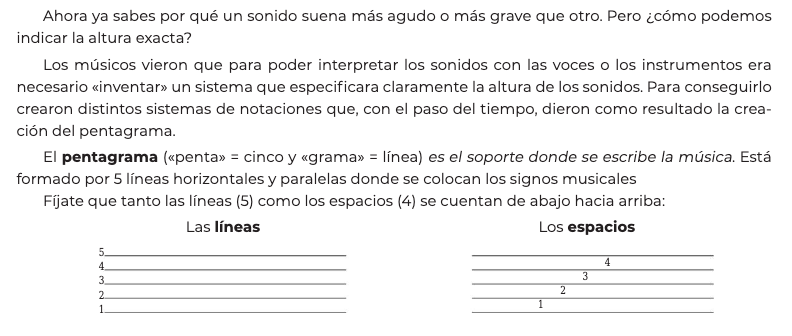 Ahora ya sabes por qué un sonido suena más agudo o más grave que otro. Pero ¿cómo podemos
indicar la altura exacta?
Los músicos vieron que para poder interpretar los sonidos con las voces o los instrumentos era
necesario «inventar» un sistema que especificara claramente la altura de los sonidos. Para conseguirlo
crearon distintos sistemas de notaciones que, con el paso del tiempo, dieron como resultado la crea-
ción del pentagrama.
El pentagrama («penta» = cinco y «grama» = línea) es el soporte donde se escribe la música. Está
formado por 5 líneas horizontales y paralelas donde se colocan los signos musicales
Fíjate que tanto las líneas (5) como los espacios (4) se cuentan de abajo hacia arriba:
Las líneas
5
4
3
2
1
Los espacios
4
3
2
1